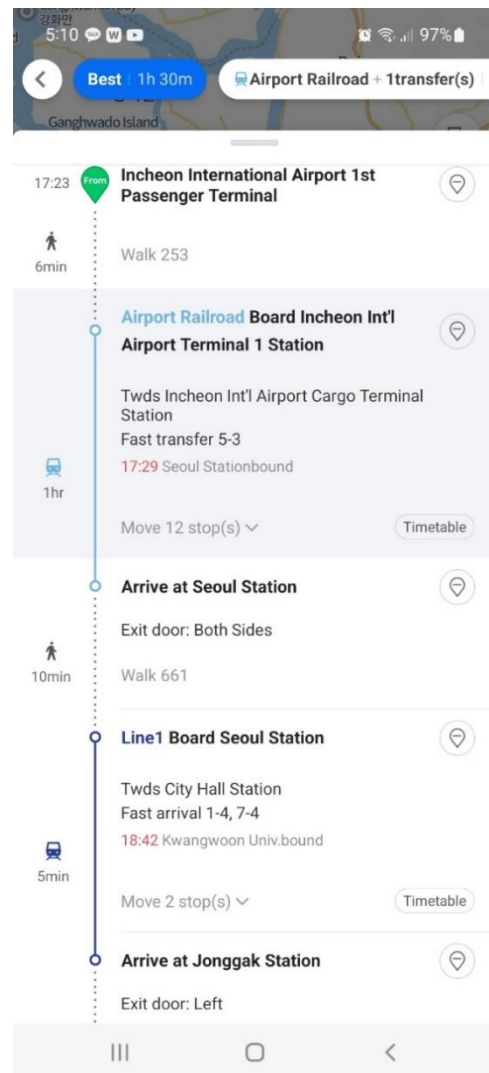 강화만
5:10 W 97%
Best 1h 30m Airport Railroad + 1transfer(s)
Ganghwado Island
17:23 From Incheon International Airport 1st
Passenger Terminal
6min Walk 253
Airport Railroad Board Incheon Int'l
Airport Terminal 1 Station
Twds Incheon Int'l Airport Cargo Terminal
Station
Fast transfer 5-3
17:29 Seoul Stationbound
1hr
Move 12 stop(s) Timetable
Arrive at Seoul Station
Exit door: Both Sides
10min Walk 661
Line1 Board Seoul Station
Twds City Hall Station
Fast arrival 1-4, 7-4
18:42 Kwangwoon Univ.bound
5min
Move 2 stop(s) Timetable
Arrive at Jonggak Station
Exit door: Left